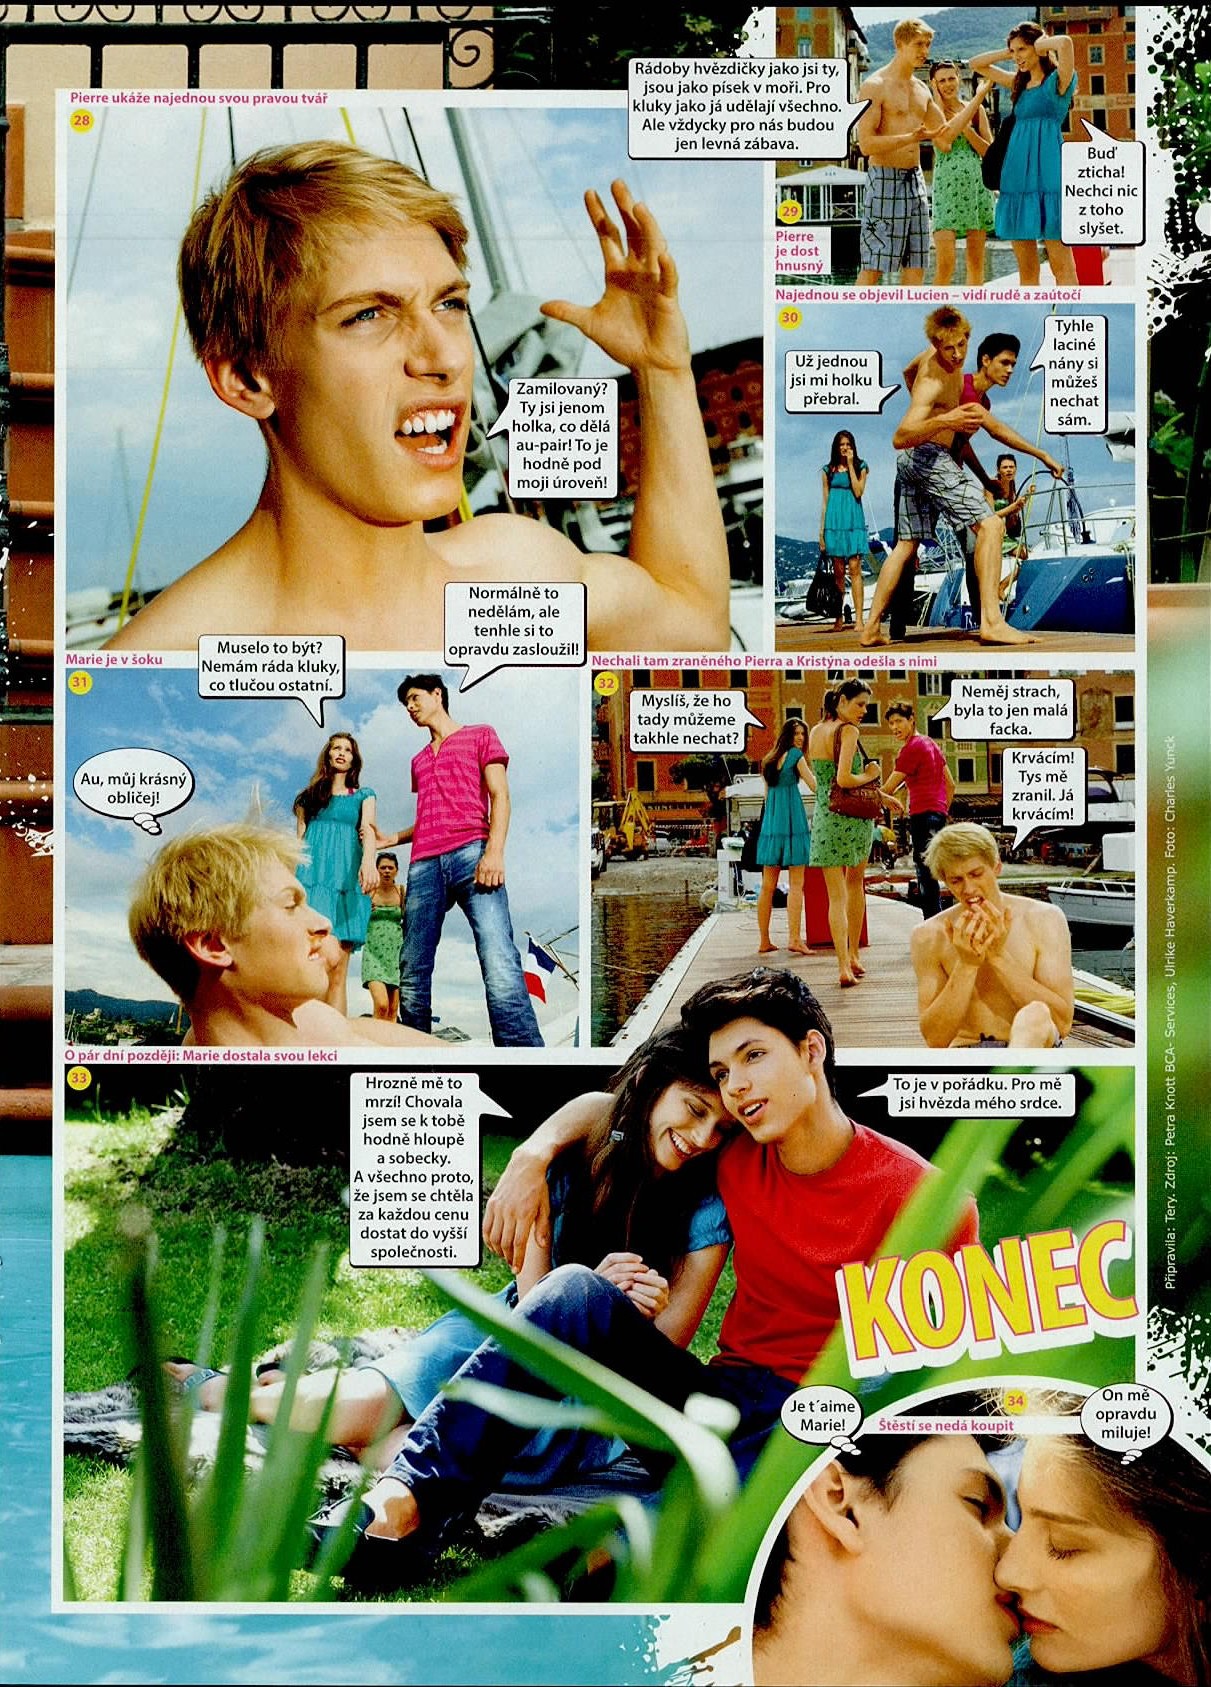 Pierre ukáže najednou svou pravou tvář
28
Zamilovaný?
Ty jsi jenom
holka, co dělá
au-pair! To je
hodně pod
moji úroveň!
Rádoby hvězdičky jako jsi ty,
jsou jako písek v moři. Pro
kluky jako já udělají všechno.
Ale vždycky pro nás budou
jen levná zábava.
Buď
zticha!
Nechci nic
z toho
slyšet.
29
Pierre
je dost
hnusný
Najednou se objevil Lucien – vidí rudě a zaútočí
30
Už jednou
jsi mi holku
přebral.
Tyhle
laciné
nány si
můžeš
nechat
sám.
Marie je v šoku
31
Muselo to být?
Nemám ráda kluky,
co tlučou ostatní.
Normálně to
nedělám, ale
tenhle si to
opravdu zasloužil!
Au, můj krásný
obličej!
Nechali tam zraněného Pierra a Kristýna odešla s nimi
32
Myslíš, že ho
tady můžeme
takhle nechat?
Neměj strach,
byla to jen malá
facka.
Krvácím!
Tys mě
zranil. Já
krvácím!
O pár dní později: Marie dostala svou lekci
33
Hrozně mě to
mrzí! Chovala
jsem se k tobě
hodně hloupě
a sobecky.
A všechno proto,
že jsem se chtěla
za každou cenu
dostat do vyšší
společnosti.
To je v pořádku. Pro mě
jsi hvězda mého srdce.
KONEC
34
Štěstí se nedá koupit
Je t´aime
Marie!
On mě
opravdu
miluje!
Připravila: Tery. Zdroj: Petra Knott BCA- Services, Ulrike Haverkamp. Foto: Charles Yunck